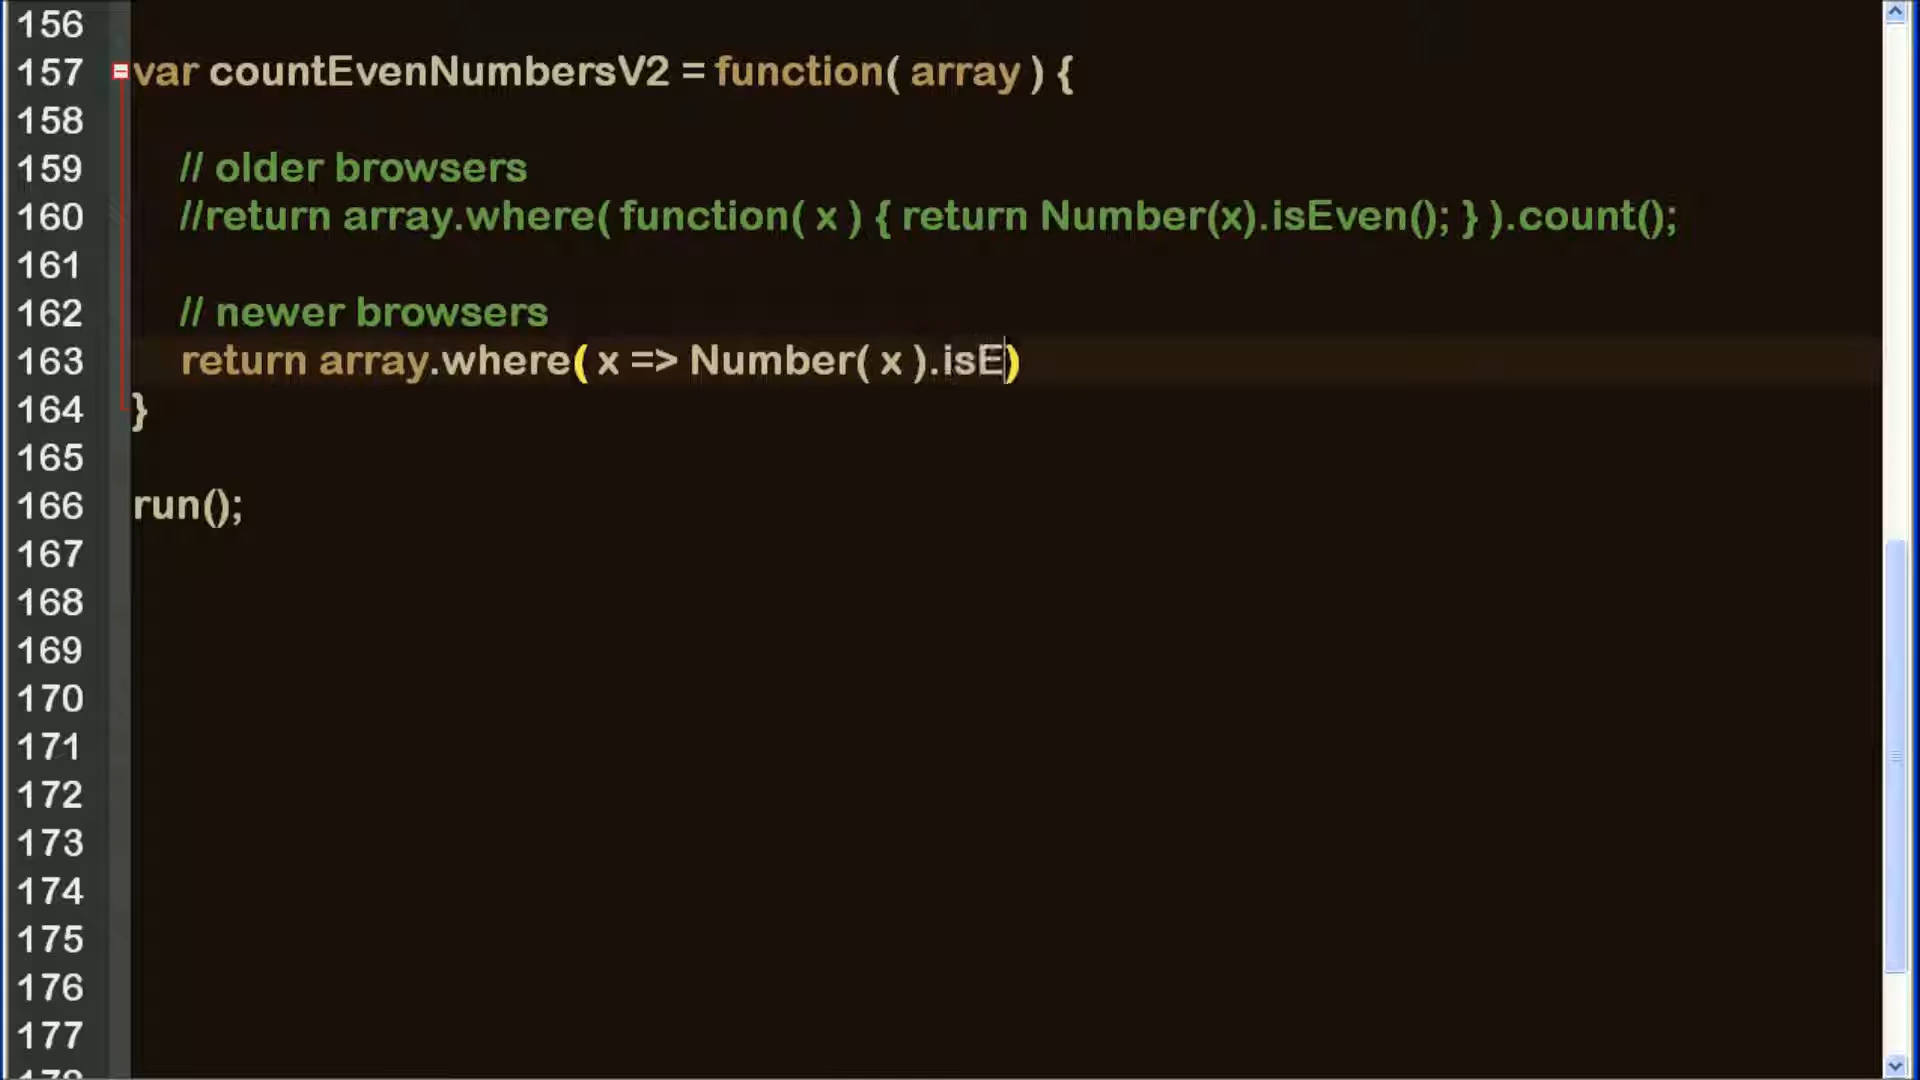 156
157 var countEvenNumbersV2 = function( array ) {
158
159 // older browsers
160 //return array.where( function( x ) { return Number(x).isEven(); } ).count();
161
162 // newer browsers
163 return array.where( x => Number( x ).isE)
164 }
165
166 run();
167
168
169
170
171
172
173
174
175
176
177
178